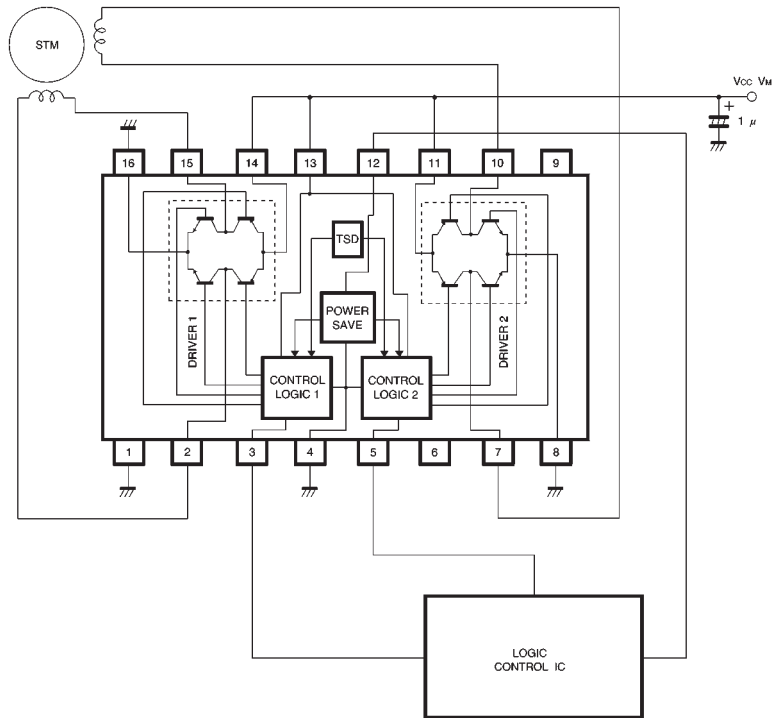 STM
VCC VM
+
1 μ
16 15 14 13 12 11 10 9
TSD
POWER
SAVE
DRIVER 1
DRIVER 2
CONTROL
LOGIC 1
CONTROL
LOGIC 2
1 2 3 4 5 6 7 8
LOGIC
CONTROL IC